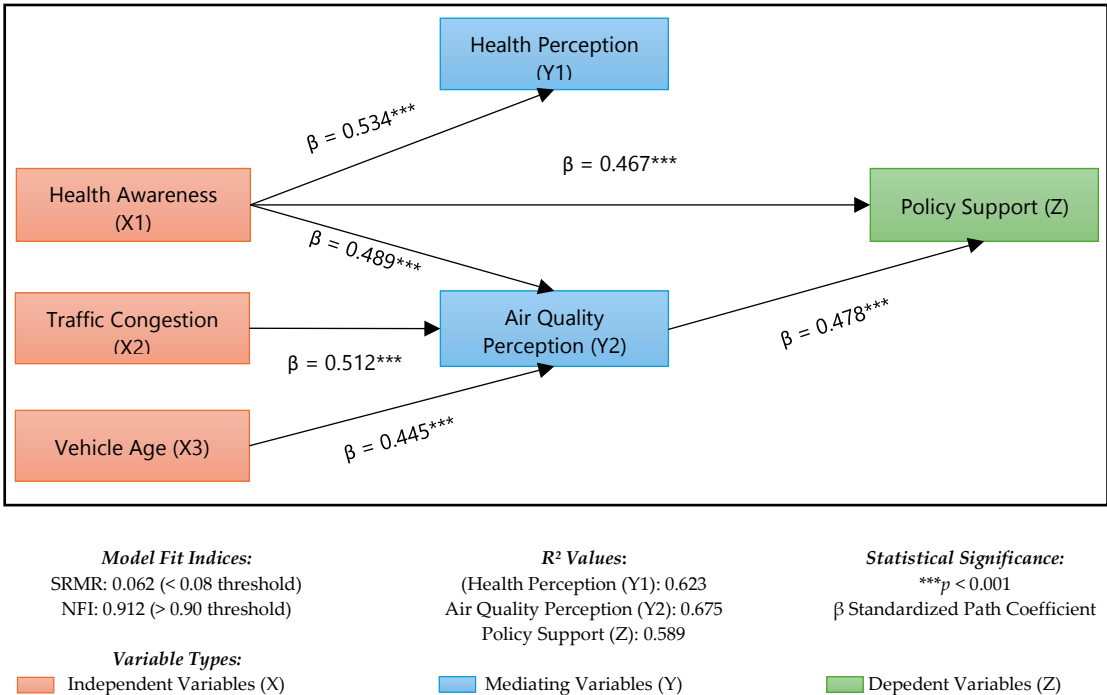 Health Perception
(Y1)
β = 0.534***
β = 0.467***
Health Awareness
(X1)
Policy Support (Z)
β = 0.489***
Traffic Congestion
(X2)
Air Quality
Perception (Y2)
β = 0.478***
β = 0.512***
Vehicle Age (X3)
β = 0.445***
Model Fit Indices:
SRMR: 0.062 (< 0.08 threshold)
NFI: 0.912 (> 0.90 threshold)
R² Values:
(Health Perception (Y1): 0.623
Air Quality Perception (Y2): 0.675
Policy Support (Z): 0.589
Statistical Significance:
***p < 0.001
β Standardized Path Coefficient
Variable Types:
Independent Variables (X)
Mediating Variables (Y)
Depedent Variables (Z)